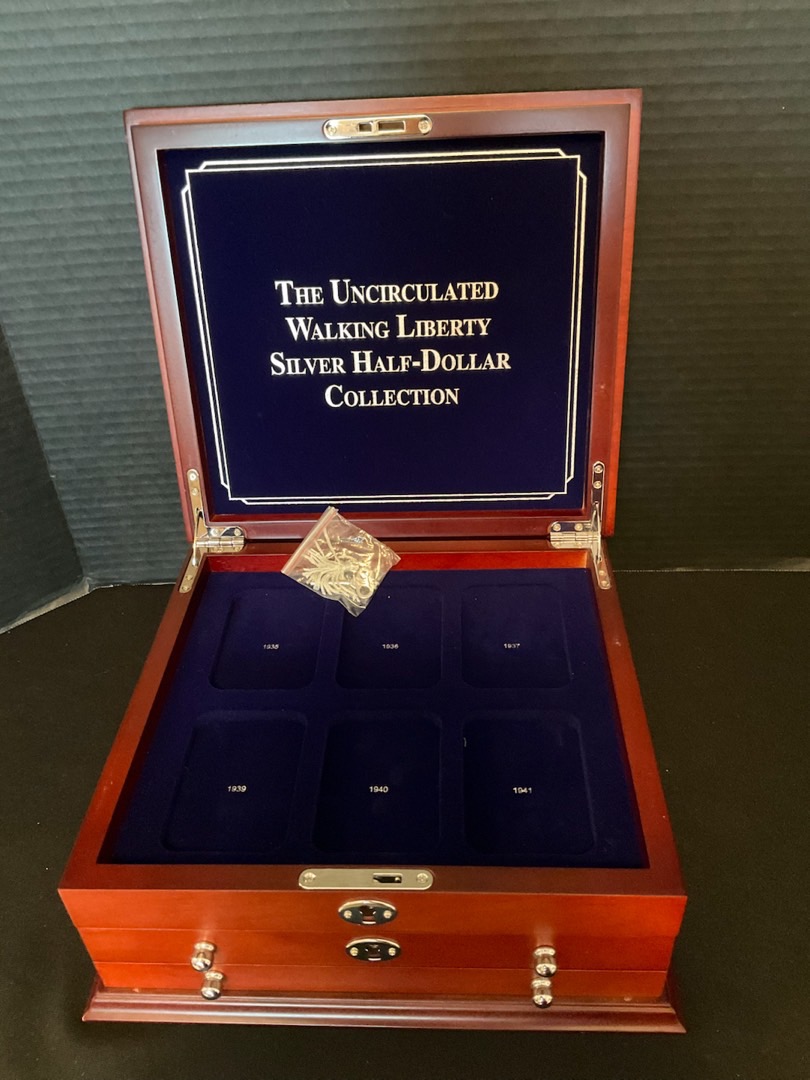 THE UNCIRCULATED
WALKING LIBERTY
SILVER HALF-DOLLAR
COLLECTION
1935 1936 1937
1939 1940 1941